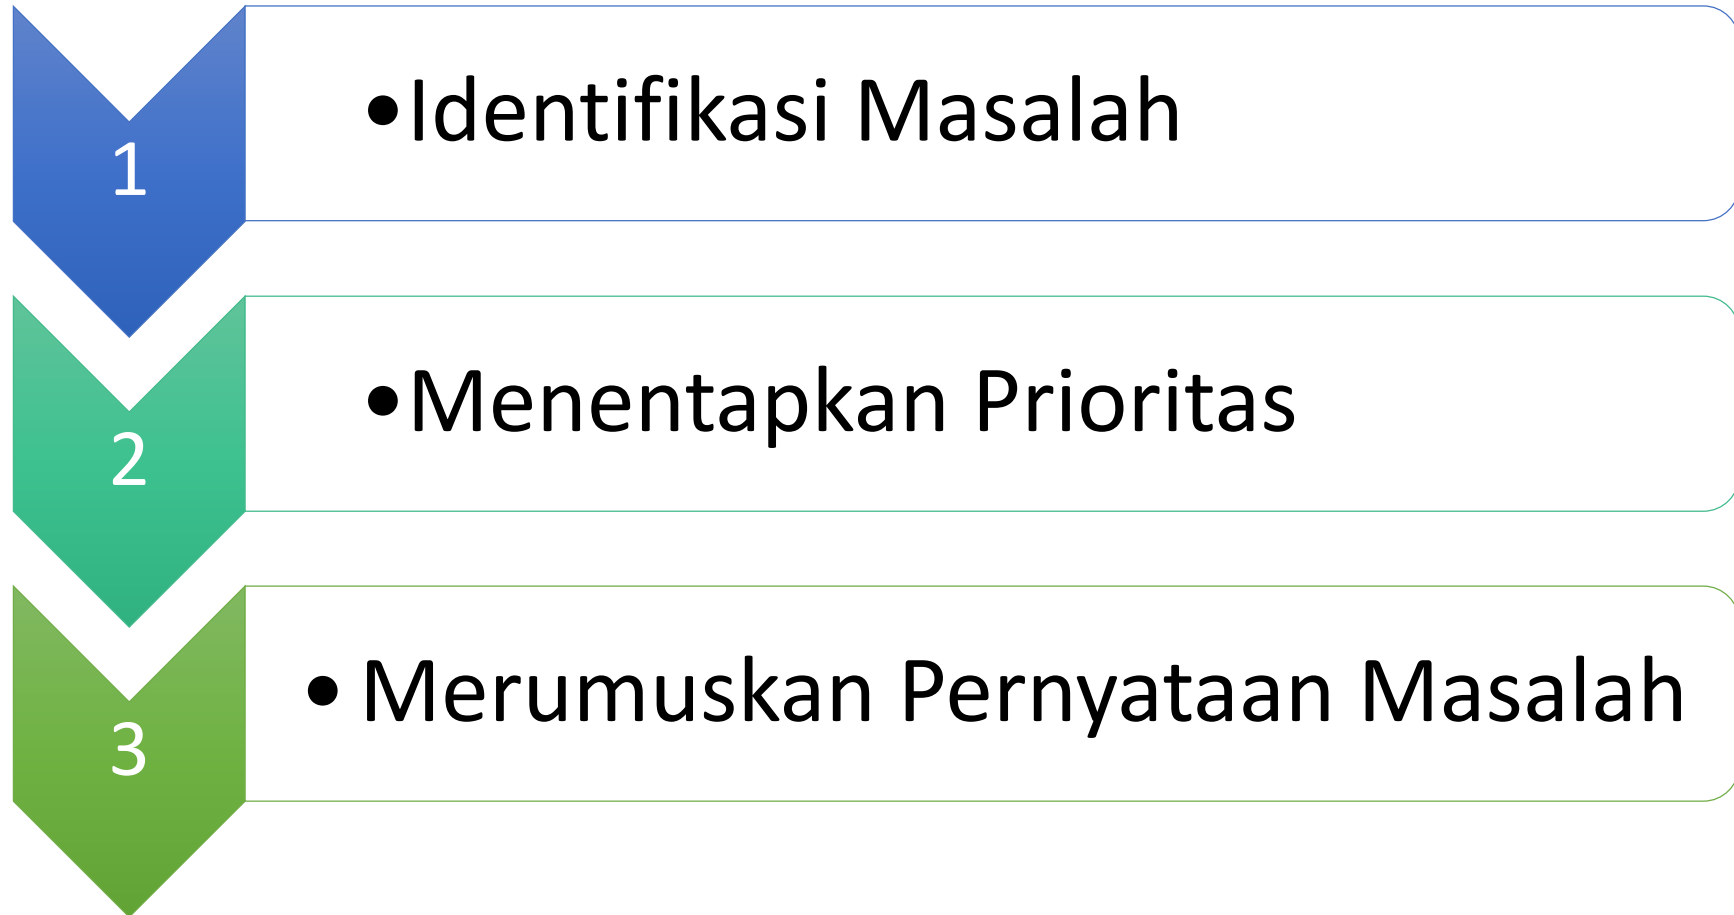 1
•Identifikasi Masalah
2
•Menentapkan Prioritas
3
• Merumuskan Pernyataan Masalah